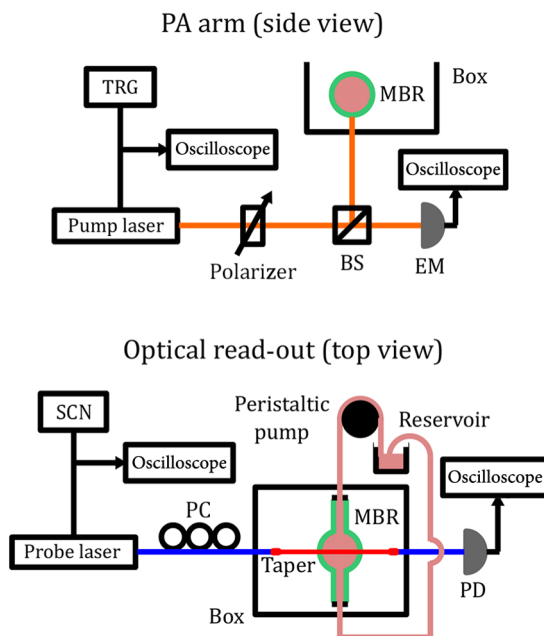 PA arm (side view)
TRG
Oscilloscope
Pump laser
Polarizer
MBR
Box
BS
Oscilloscope
EM
Optical read-out (top view)
SCN
Oscilloscope
Probe laser
PC
Peristaltic
pump
Reservoir
MBR
Taper
Box
Oscilloscope
PD